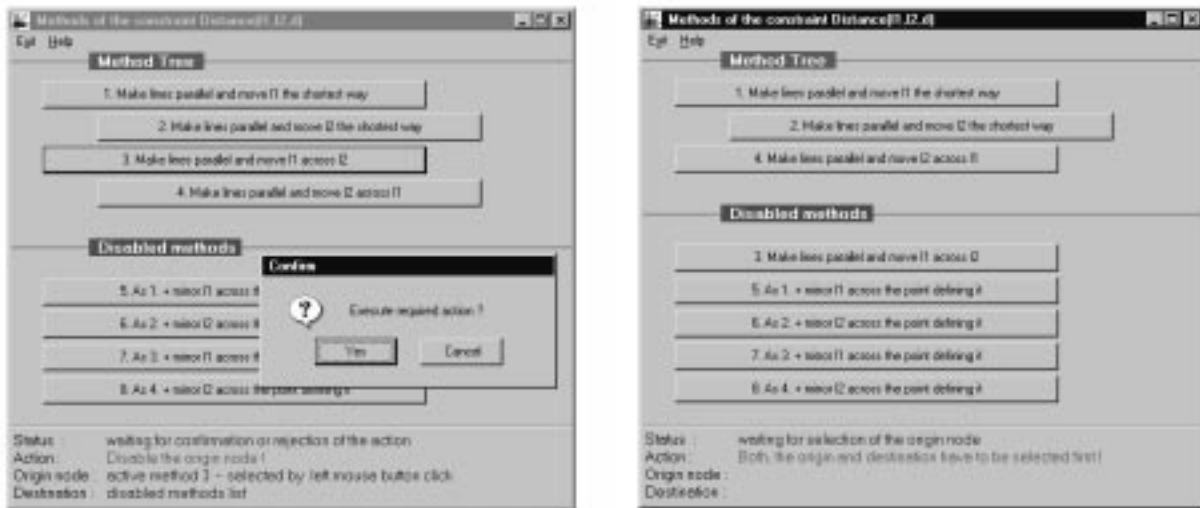 Methods of the constraint Distance(l1,l2,d)
Exit Help
Method Tree
1. Make lines parallel and move l1 the shortest way
2. Make lines parallel and move l2 the shortest way
3. Make lines parallel and move l1 across l2
4. Make lines parallel and move l2 across l1
Disabled methods
5. As 1. + mirror l1 across the
6. As 2. + mirror l2 across the
7. As 3. + mirror l1 across the
8. As 4. + mirror l2 across the point defining it
Confirm
Execute required action ?
Yes Cancel
Status : waiting for confirmation or rejection of the action
Action : Disable the origin node !
Origin node : active method 3 - selected by left mouse button click
Destination : disabled methods list
Methods of the constraint Distance(l1,l2,d)
Exit Help
Method Tree
1. Make lines parallel and move l1 the shortest way
2. Make lines parallel and move l2 the shortest way
4. Make lines parallel and move l2 across l1
Disabled methods
3. Make lines parallel and move l1 across l2
5. As 1. + mirror l1 across the point defining it
6. As 2. + mirror l2 across the point defining it
7. As 3. + mirror l1 across the point defining it
8. As 4. + mirror l2 across the point defining it
Status : waiting for selection of the origin node
Action : Both, the origin and destination have to be selected first !
Origin node :
Destination :